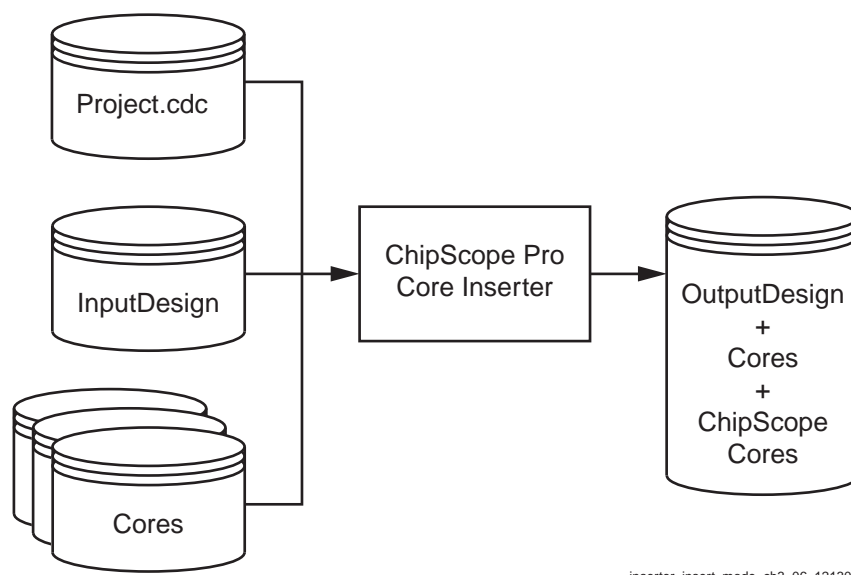 Project.cdc
InputDesign
Cores
ChipScope Pro
Core Inserter
OutputDesign
+
Cores
+
ChipScope
Cores